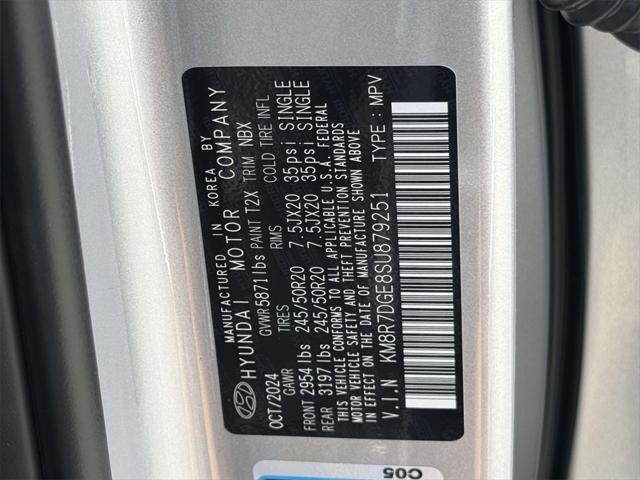 MANUFACTURED IN KOREA BY
HYUNDAI MOTOR COMPANY
OCT/2024 GVWR 5871 lbs PAINT T2X TRIM NBX
GAWR TIRES RIMS COLD TIRE INFL
FRONT 2954 lbs 245/50R20 7.5JX20 35psi SINGLE
REAR 3197 lbs 245/50R20 7.5JX20 35psi SINGLE
THIS VEHICLE CONFORMS TO ALL APPLICABLE U.S.A. FEDERAL
MOTOR VEHICLE SAFETY AND THEFT PREVENTION STANDARDS
IN EFFECT ON THE DATE OF MANUFACTURE SHOWN ABOVE
V.I.N KM8R7DGE8SU879251 TYPE : MPV
C05